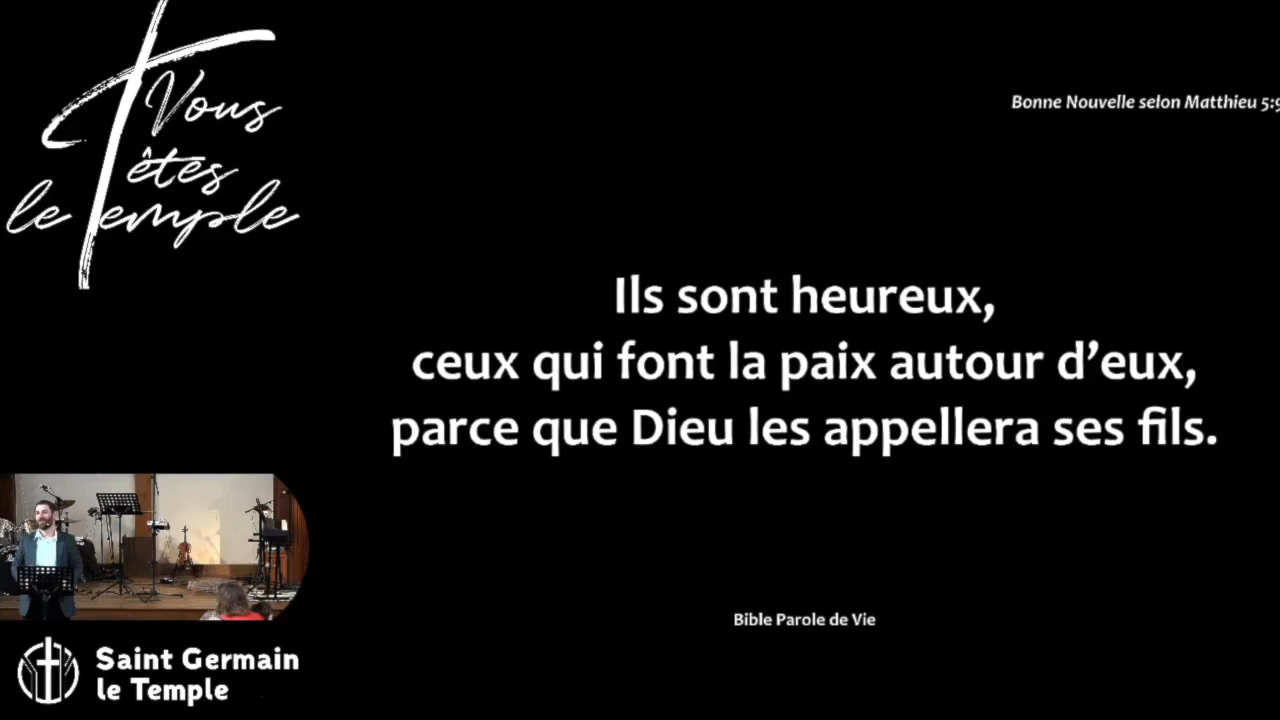 Vous
êtes
le Temple
Bonne Nouvelle selon Matthieu 5:9
Ils sont heureux,
ceux qui font la paix autour d’eux,
parce que Dieu les appellera ses fils.
Bible Parole de Vie
Saint Germain
le Temple